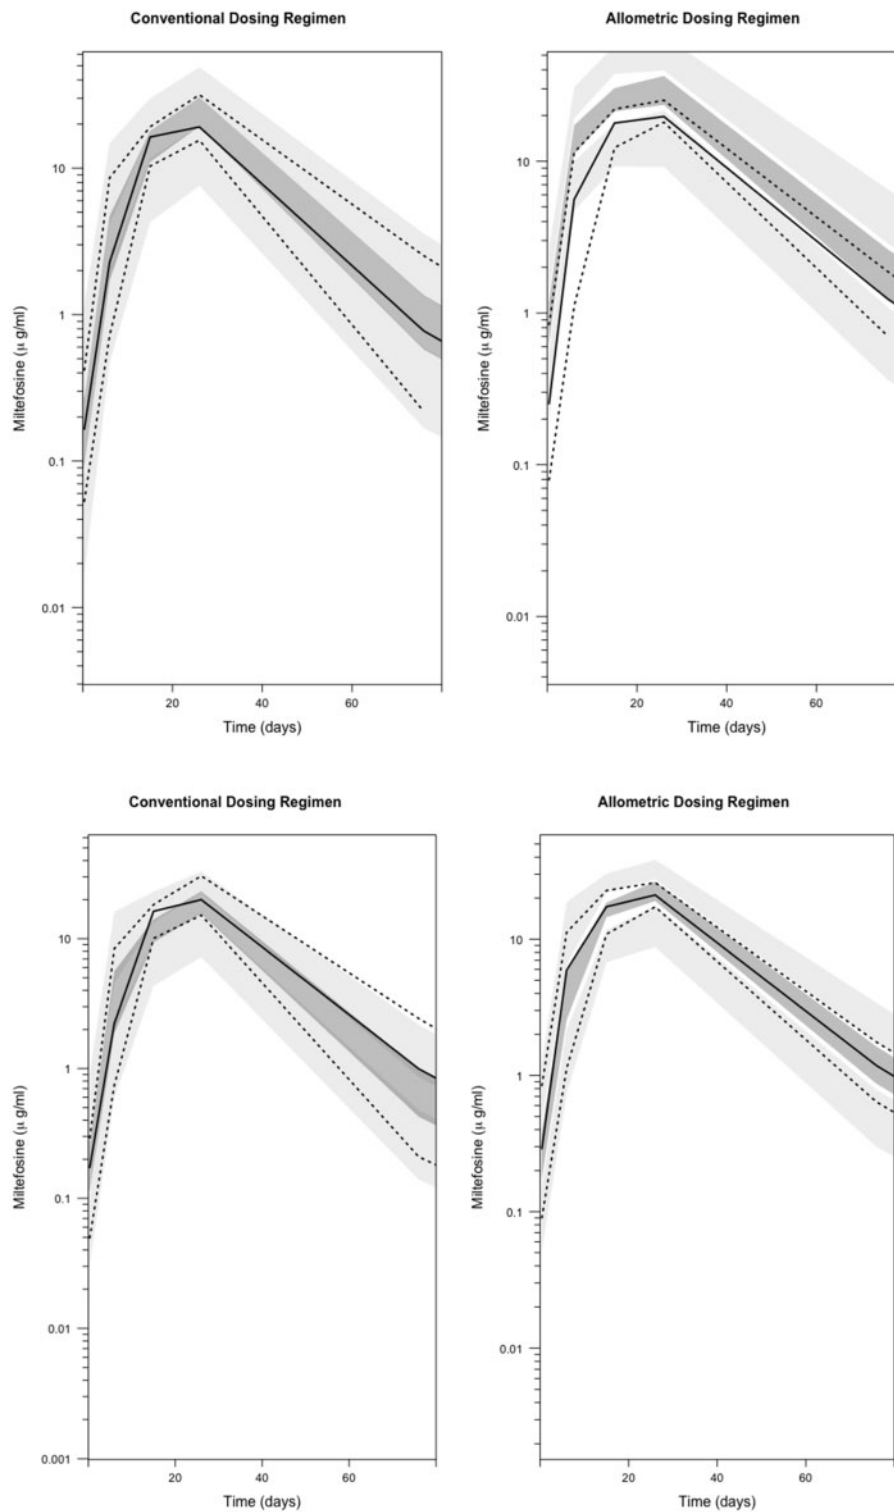 Conventional Dosing Regimen
Miltefosine (μ g/ml)
10
1
0.1
0.01
20
40
60
Time (days)
Allometric Dosing Regimen
Miltefosine (μ g/ml)
10
1
0.1
0.01
20
40
60
Time (days)
Conventional Dosing Regimen
Miltefosine (μ g/ml)
10
1
0.1
0.01
0.001
20
40
60
Time (days)
Allometric Dosing Regimen
Miltefosine (μ g/ml)
10
1
0.1
0.01
20
40
60
Time (days)